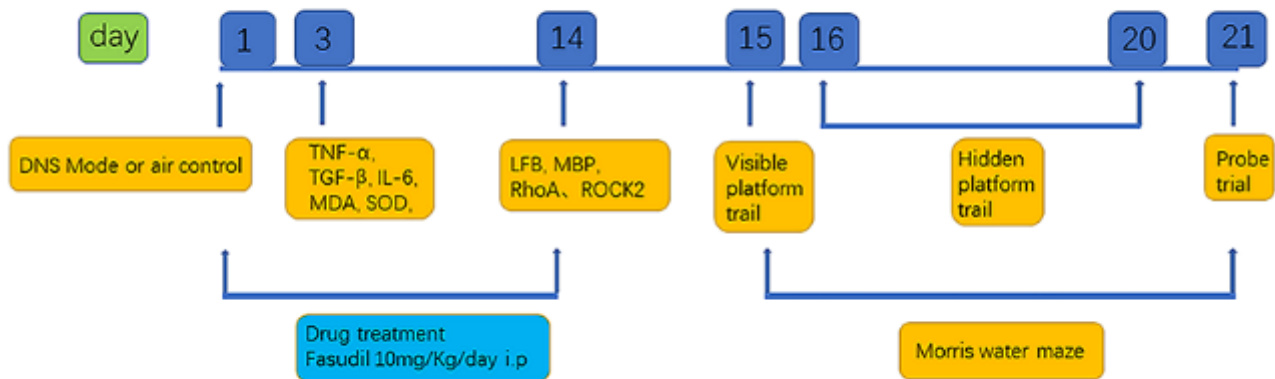 day
1
3
14
15
16
20
21
DNS Mode or air control
TNF-α,
TGF-β, IL-6,
MDA, SOD,
LFB, MBP,
RhoA、ROCK2
Visible
platform
trail
Hidden
platform
trail
Probe
trial
Drug treatment
Fasudil 10mg/Kg/day i.p
Morris water maze